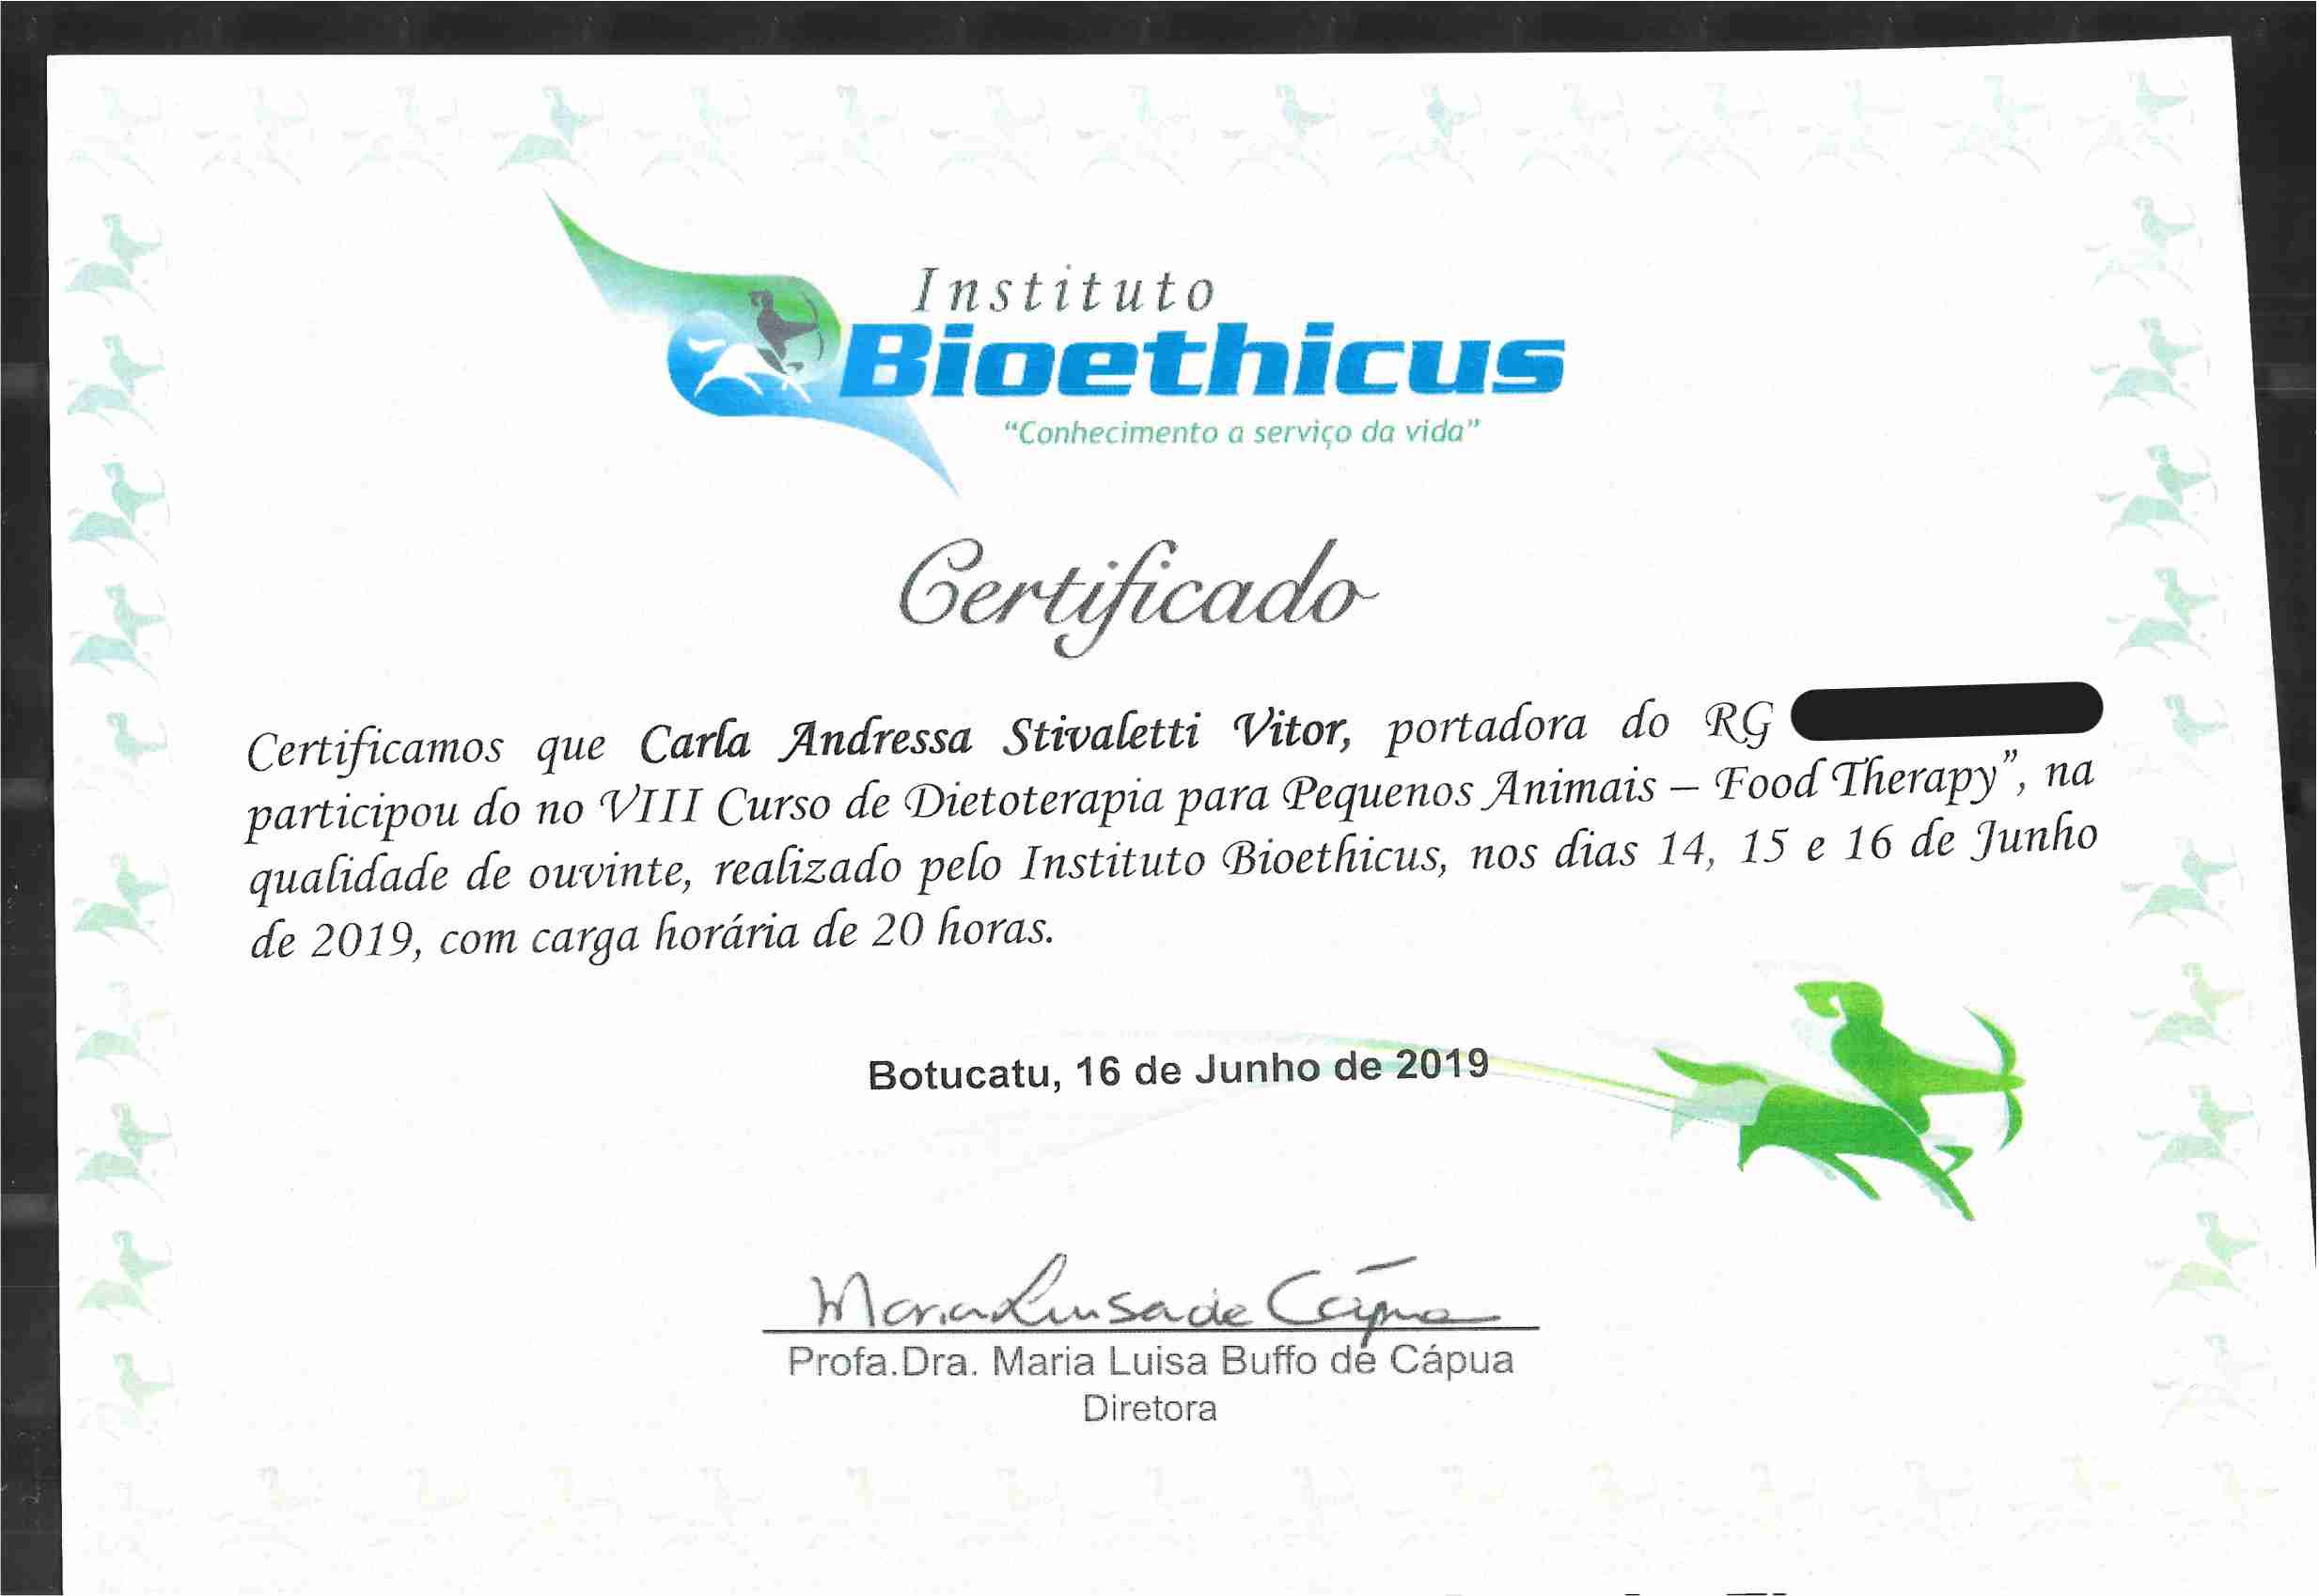 Instituto
Bioethicus
“Conhecimento a serviço da vida”
Certificado
Certificamos que Carla Andressa Stivaletti Vitor, portadora do RG
participou do no VIII Curso de Dietoterapia para Pequenos Animais – Food Therapy”, na
qualidade de ouvinte, realizado pelo Instituto Bioethicus, nos dias 14, 15 e 16 de Junho
de 2019, com carga horária de 20 horas.
Botucatu, 16 de Junho de 2019
Maria Luisa de Cápua
Profa.Dra. Maria Luisa Buffo de Cápua
Diretora